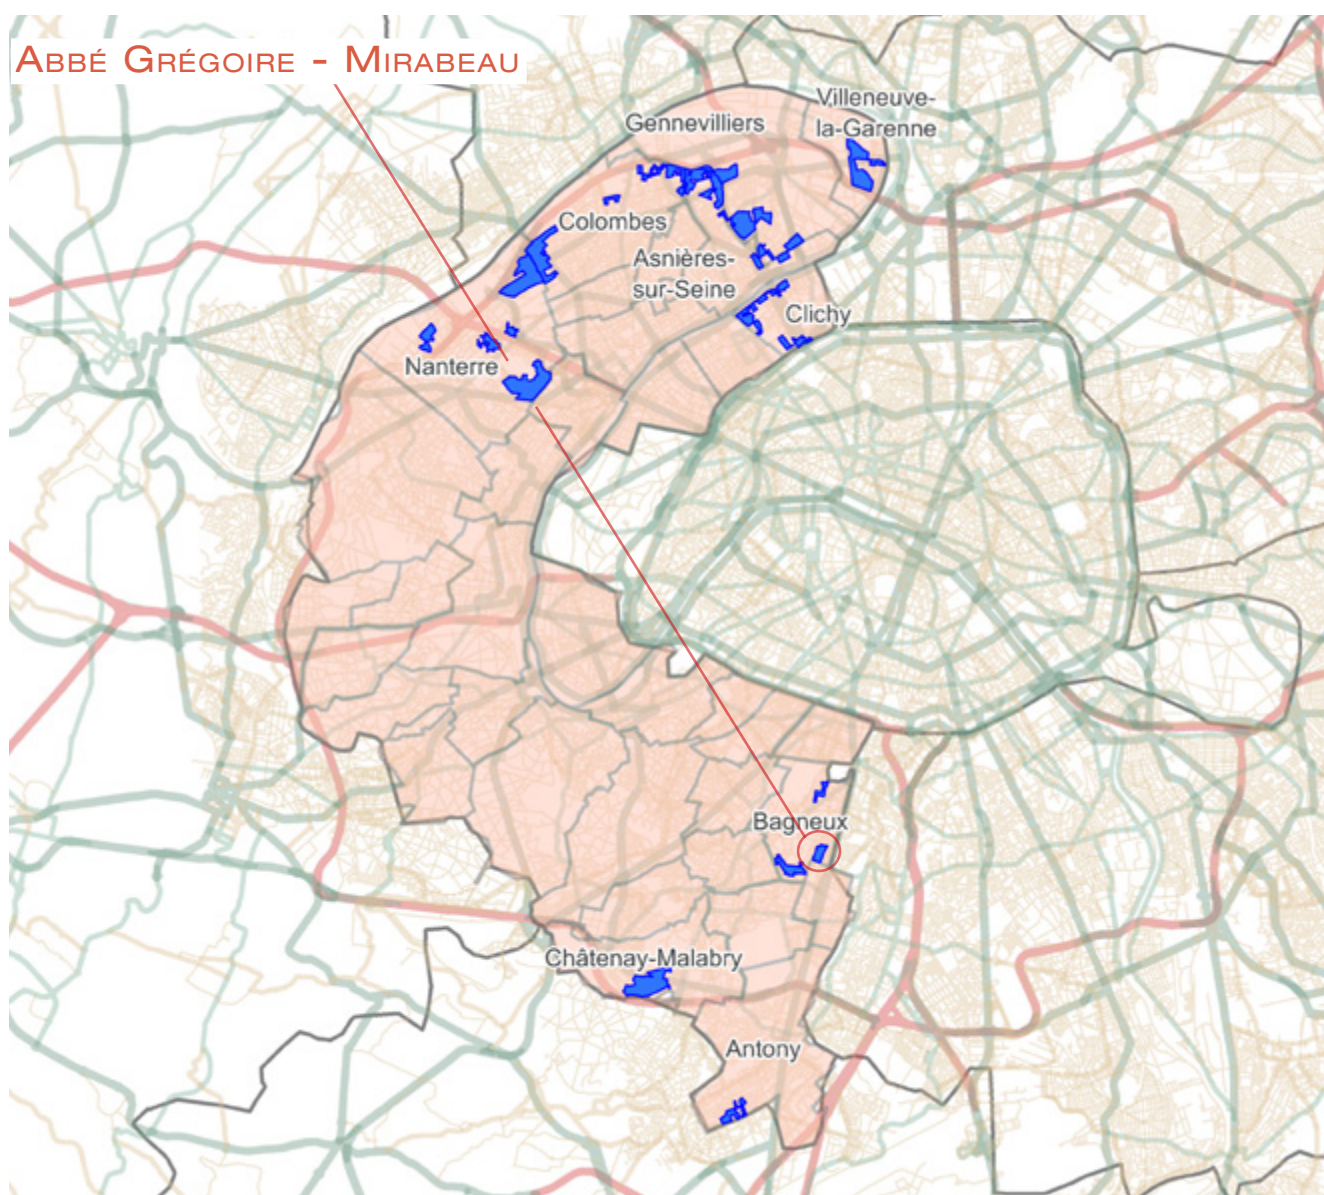 ABBÉ GRÉGOIRE - MIRABEAU
Villeneuve-
la-Garenne
Gennevilliers
Colombes
Asnières-
sur-Seine
Clichy
Nanterre
Bagneux
Châtenay-Malabry
Antony